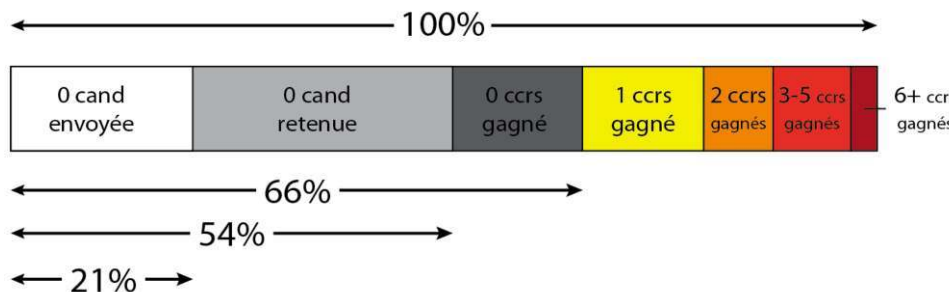 100%
0 cand
envoyée
0 cand
retenue
0 ccrs
gagné
1 ccrs
gagné
2 ccrs
gagnés
3-5 ccrs
gagnés
6+ ccr
gagnés
66%
54%
21%